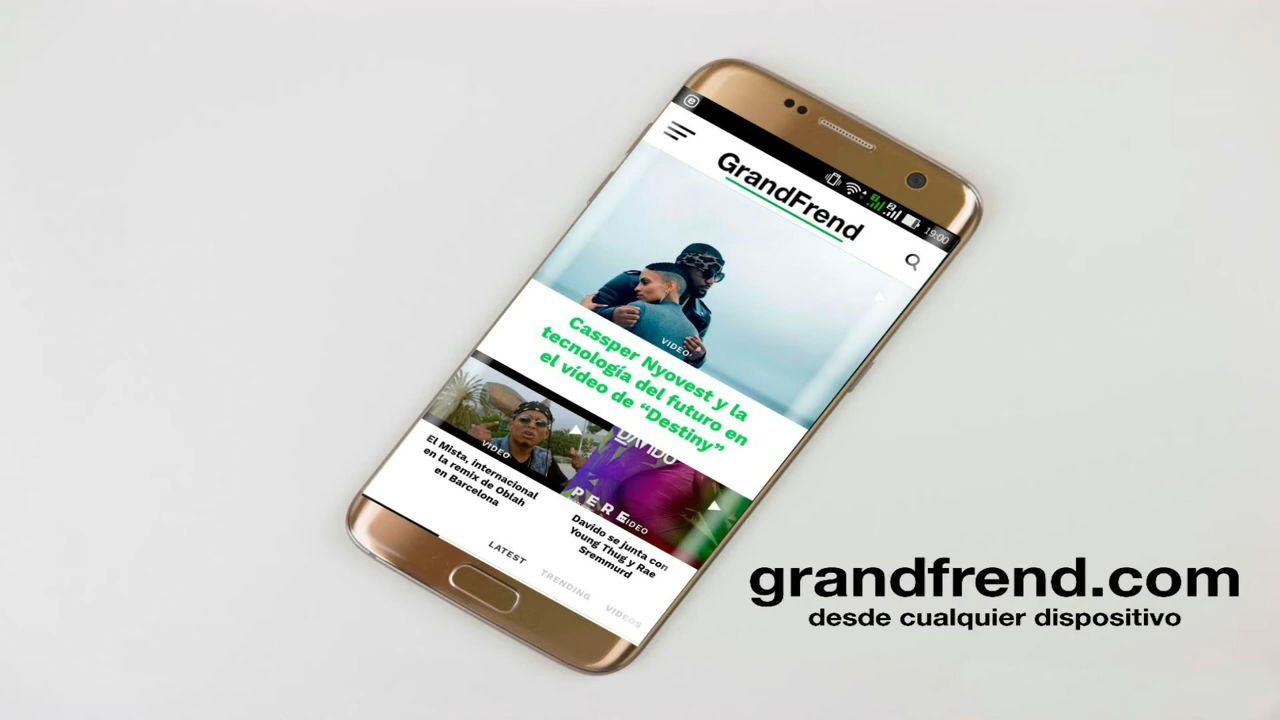 19:00
GrandFrend
VIDEO
Cassper Nyovest y la
tecnología del futuro en
el vídeo de “Destiny”
VIDEO
El Mista, internacional
en la remix de Oblah
en Barcelona
DAVIDO
PERE
VIDEO
Davido se junta con
Young Thug y Rae
Sremmurd
LATEST
TRENDING
VIDEOS
grandfrend.com
desde cualquier dispositivo